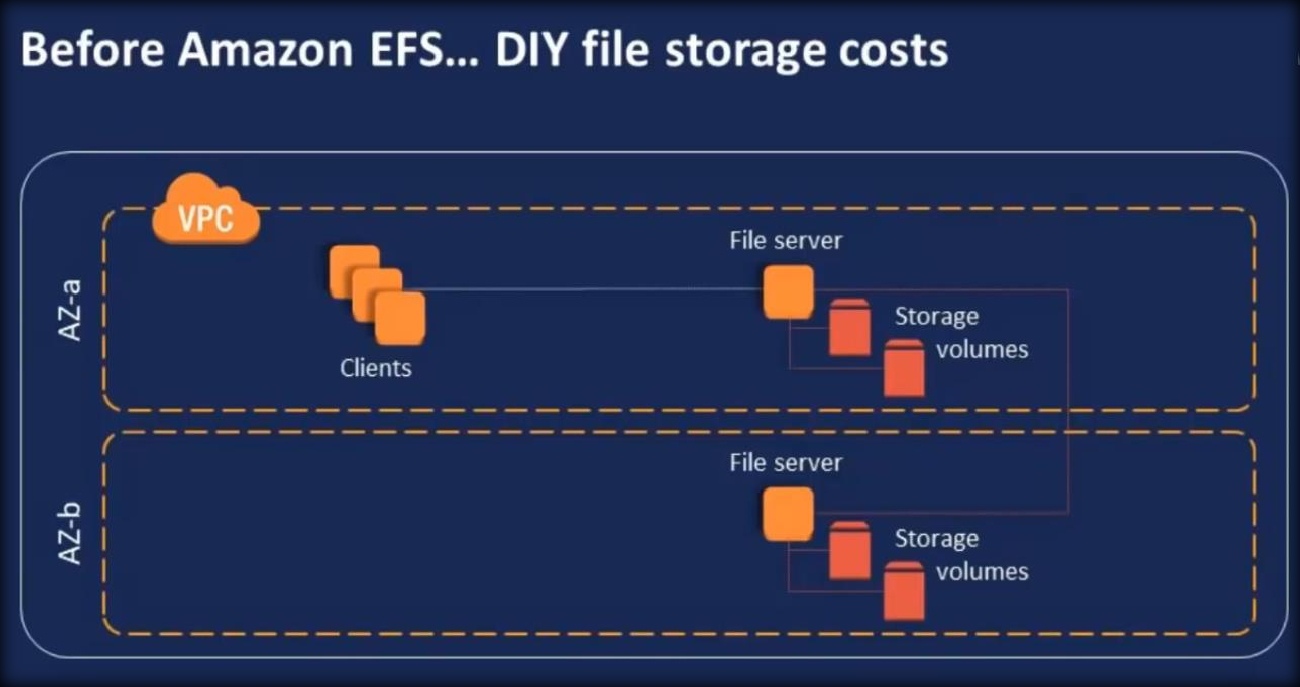 Before Amazon EFS... DIY file storage costs
VPC
AZ-a
Clients
File server
Storage
volumes
AZ-b
File server
Storage
volumes